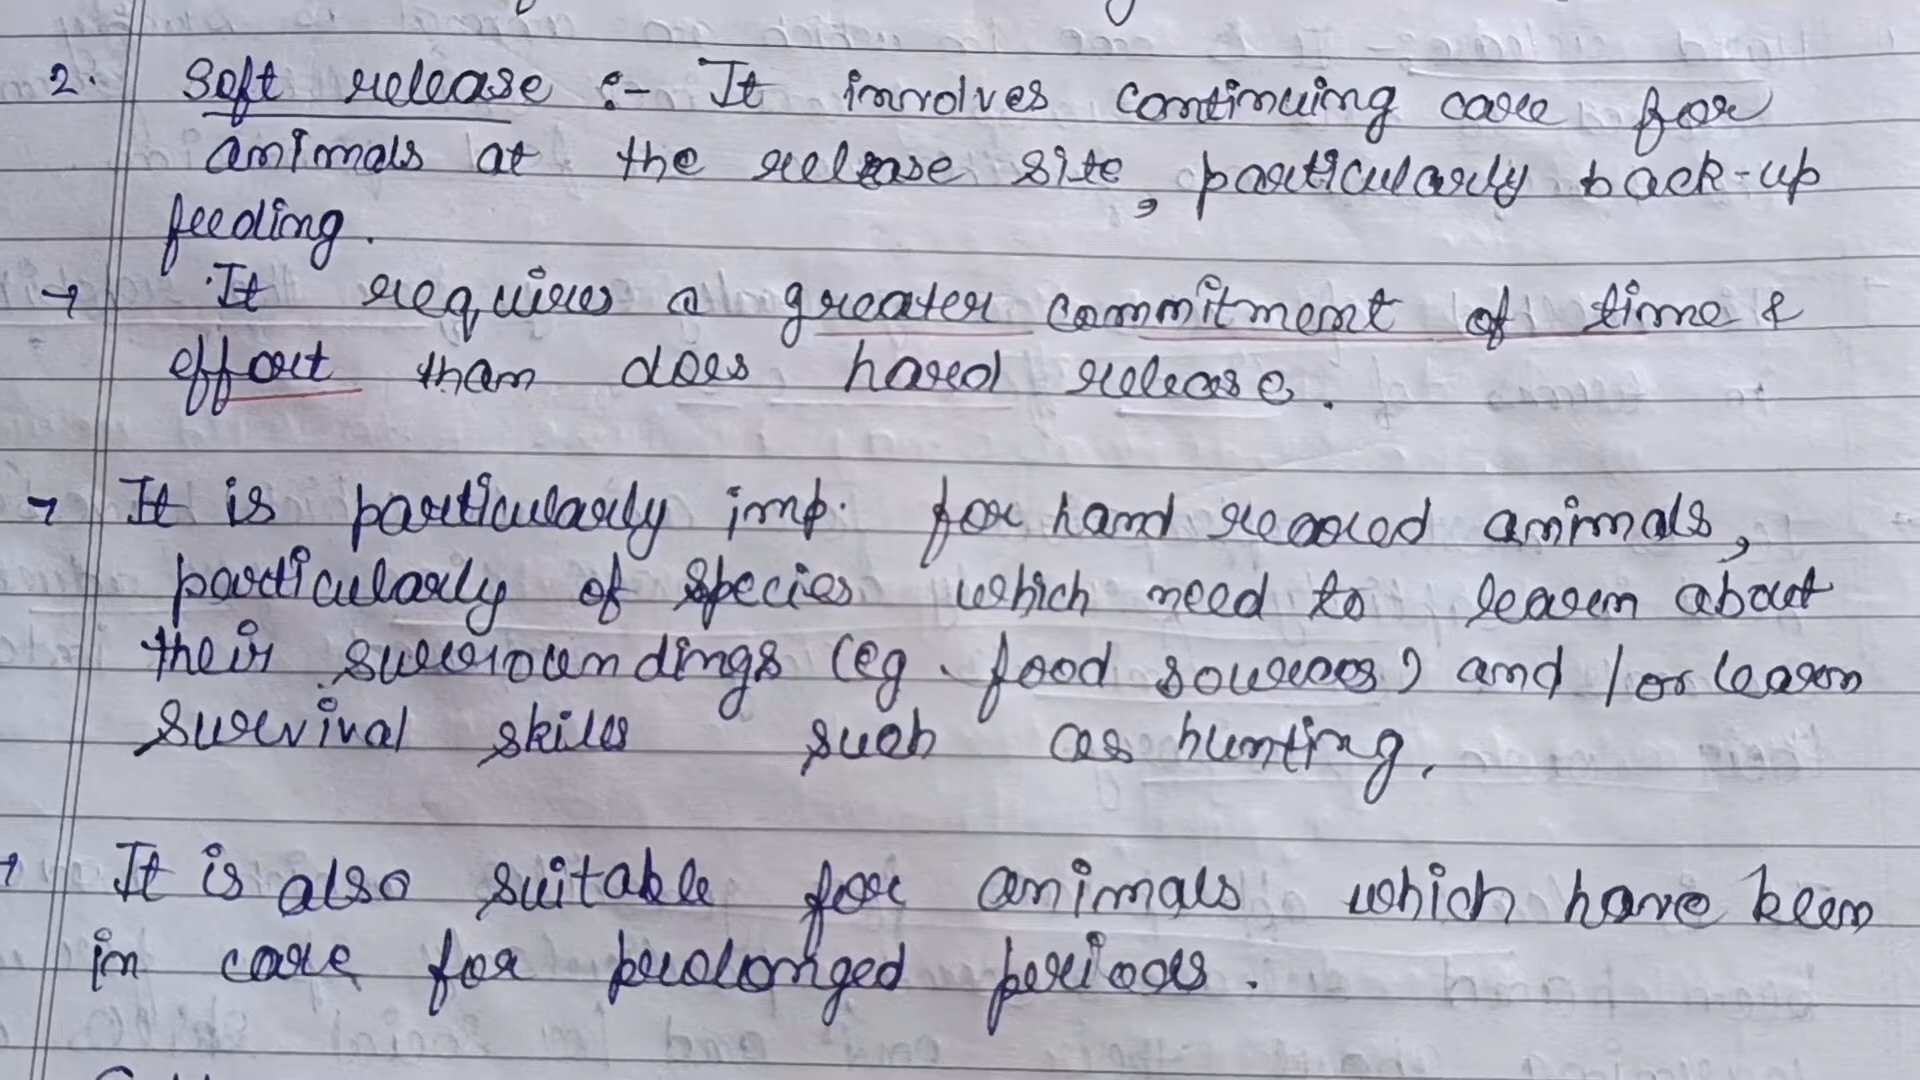 2. Soft release :- It involves continuing care for
animals at the release site, particularly back-up
feeding.
→ It requires a greater commitment of time &
effort than does hard release.
→ It is particularly imp. for hand reared animals,
particularly of species which need to learn about
their surroundings (eg. food sources) and /or learn
survival skills such as hunting.
→ It is also suitable for animals which have been
in care for prolonged periods.